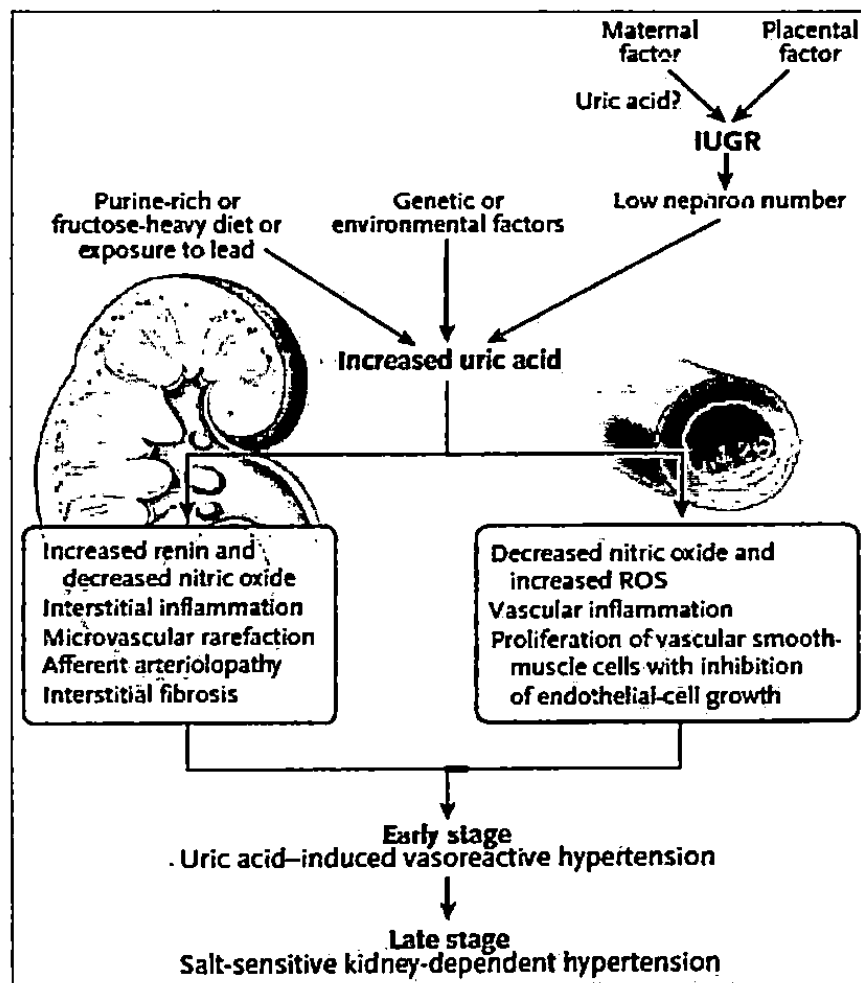 Maternal
factor
Placental
factor
Uric acid?
IUGR
Low nephron number
Purine-rich or
fructose-heavy diet or
exposure to lead
Genetic or
environmental factors
Increased uric acid
Increased renin and
decreased nitric oxide
Interstitial inflammation
Microvascular rarefaction
Afferent arteriolopathy
Interstitial fibrosis
Decreased nitric oxide and
increased ROS
Vascular inflammation
Proliferation of vascular smooth-
muscle cells with inhibition
of endothelial-cell growth
Early stage
Uric acid–induced vasoreactive hypertension
Late stage
Salt-sensitive kidney-dependent hypertension